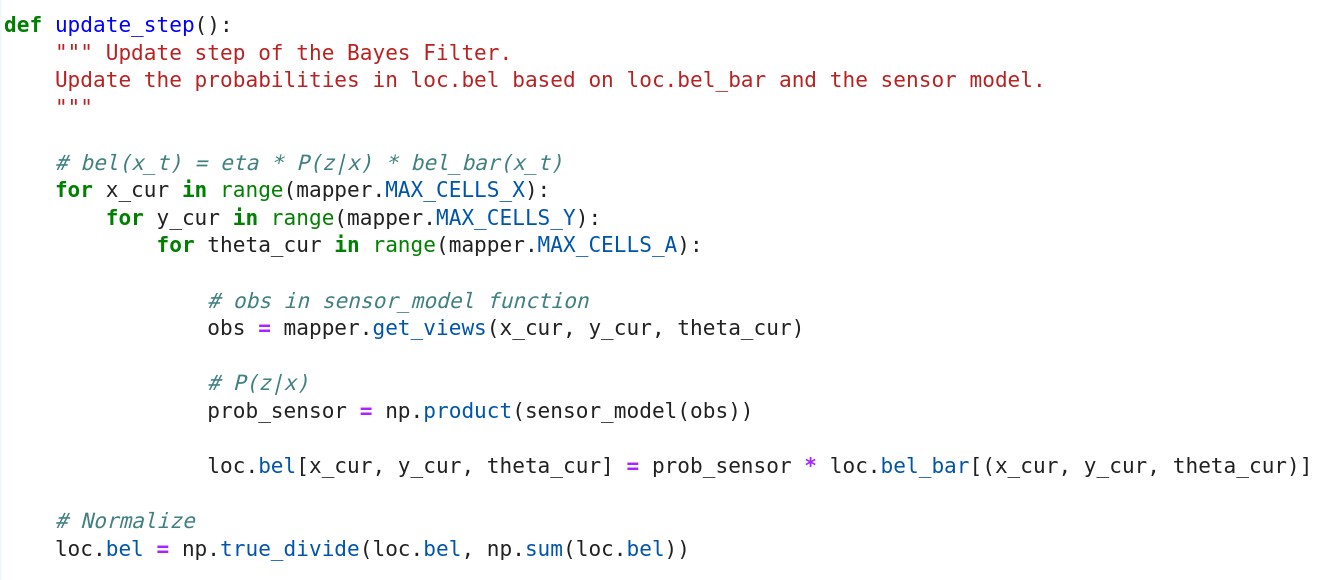 def update_step():
    """ Update step of the Bayes Filter.
    Update the probabilities in loc.bel based on loc.bel_bar and the sensor model.
    """

    # bel(x_t) = eta * P(z|x) * bel_bar(x_t)
    for x_cur in range(mapper.MAX_CELLS_X):
        for y_cur in range(mapper.MAX_CELLS_Y):
            for theta_cur in range(mapper.MAX_CELLS_A):

                # obs in sensor_model function
                obs = mapper.get_views(x_cur, y_cur, theta_cur)

                # P(z|x)
                prob_sensor = np.product(sensor_model(obs))

                loc.bel[x_cur, y_cur, theta_cur] = prob_sensor * loc.bel_bar[(x_cur, y_cur, theta_cur)]

    # Normalize
    loc.bel = np.true_divide(loc.bel, np.sum(loc.bel))